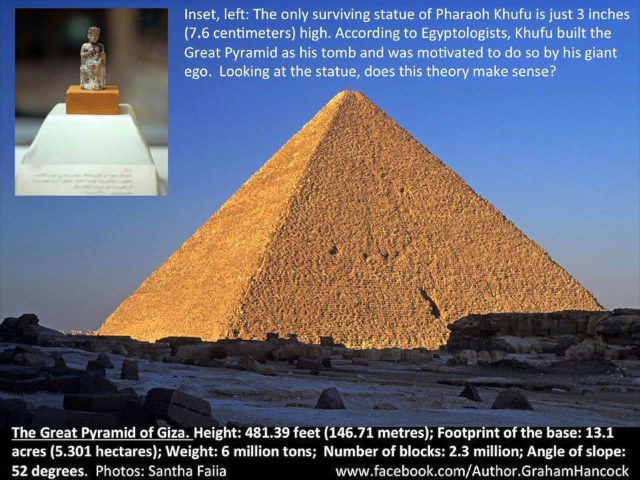 Inset, left: The only surviving statue of Pharaoh Khufu is just 3 inches
(7.6 centimeters) high. According to Egyptologists, Khufu built the
Great Pyramid as his tomb and was motivated to do so by his giant
ego.  Looking at the statue, does this theory make sense?
The Great Pyramid of Giza. Height: 481.39 feet (146.71 metres); Footprint of the base: 13.1
acres (5.301 hectares); Weight: 6 million tons;  Number of blocks: 2.3 million; Angle of slope:
52 degrees.  Photos: Santha Faiia www.facebook.com/Author.GrahamHancock